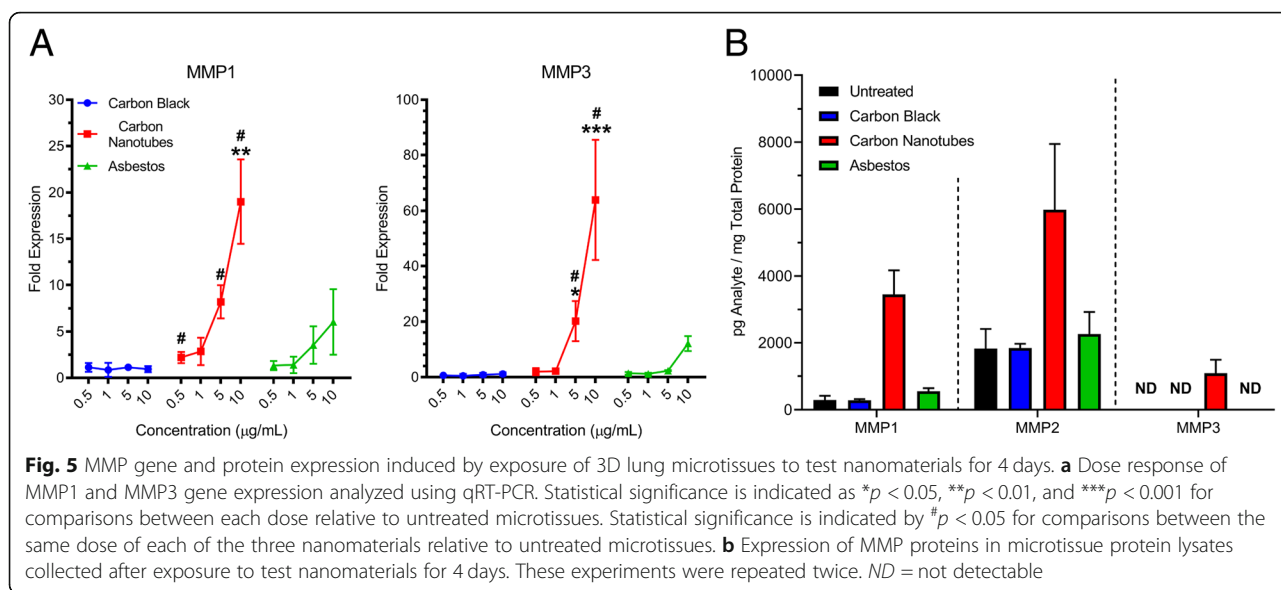 A
MMP1
Fold Expression
30
25
20
15
10
5
0
Carbon Black
Carbon
Nanotubes
Asbestos
#
#
#
**
0.5
1
5
10
0.5
1
5
10
0.5
1
5
10
Concentration (μg/mL)
MMP3
Fold Expression
100
80
60
40
20
0
#
*
#
***
0.5
1
5
10
0.5
1
5
10
0.5
1
5
10
Concentration (μg/mL)
B
pg Analyte / mg Total Protein
10000
8000
6000
4000
2000
0
Untreated
Carbon Black
Carbon Nanotubes
Asbestos
ND ND ND
MMP1 MMP2 MMP3
Fig. 5 MMP gene and protein expression induced by exposure of 3D lung microtissues to test nanomaterials for 4 days. a Dose response of
MMP1 and MMP3 gene expression analyzed using qRT-PCR. Statistical significance is indicated as *p < 0.05, **p < 0.01, and ***p < 0.001 for
comparisons between each dose relative to untreated microtissues. Statistical significance is indicated by #p < 0.05 for comparisons between the
same dose of each of the three nanomaterials relative to untreated microtissues. b Expression of MMP proteins in microtissue protein lysates
collected after exposure to test nanomaterials for 4 days. These experiments were repeated twice. ND = not detectable